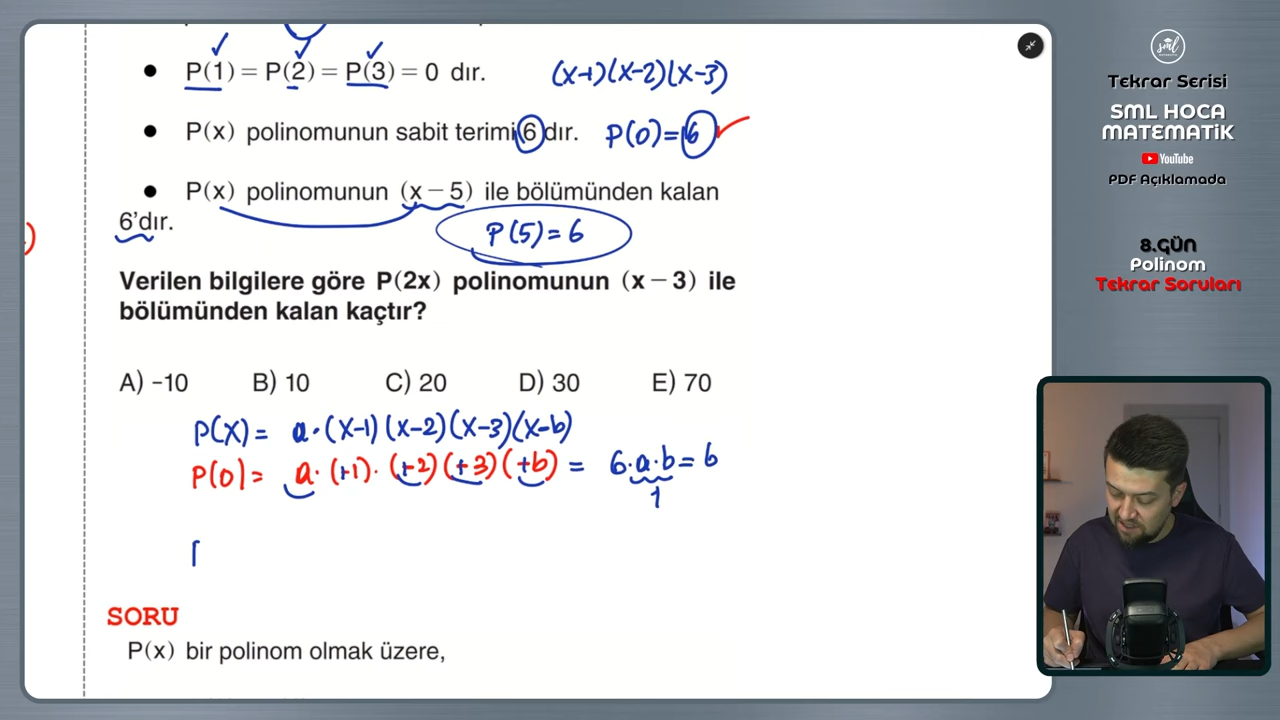 • P(1) = P(2) = P(3) = 0 dır. (x-1)(x-2)(x-3)
• P(x) polinomunun sabit terimi 6 dır. P(0)=6
• P(x) polinomunun (x − 5) ile bölümünden kalan
6'dır.
P(5)=6
Verilen bilgilere göre P(2x) polinomunun (x − 3) ile
bölümünden kalan kaçtır?
A) -10 B) 10 C) 20 D) 30 E) 70
P(x)= a·(x-1)(x-2)(x-3)(x-b)
P(0)= a·(+1)·(+2)(+3)(+b) = 6·a·b=6
1
SORU
P(x) bir polinom olmak üzere,
sml
Tekrar Serisi
SML HOCA
MATEMATİK
YouTube
PDF Açıklamada
8.GÜN
Polinom
Tekrar Soruları